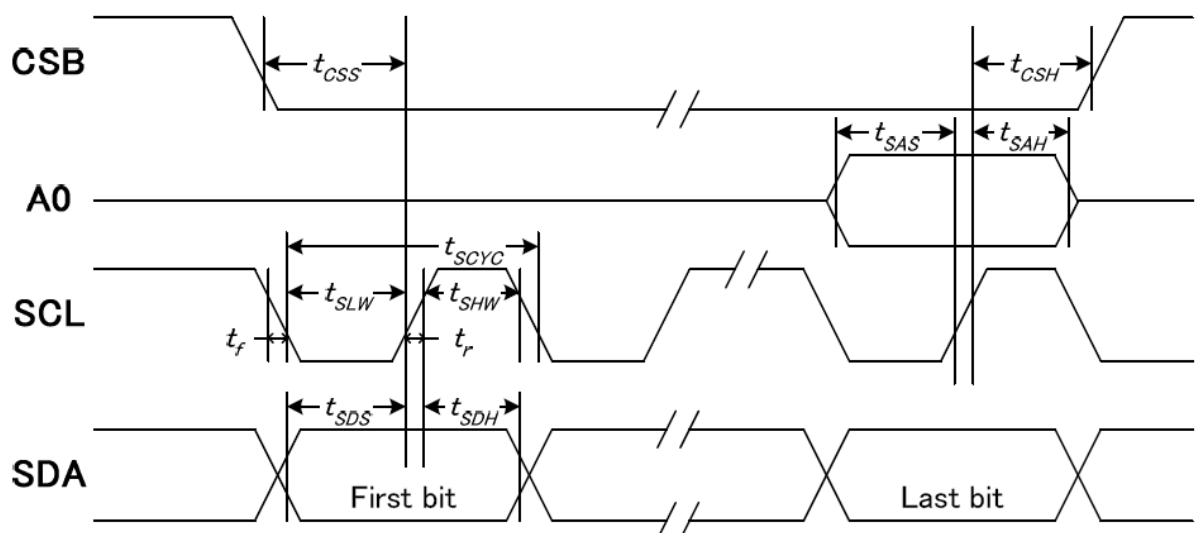 CSB
tCSS
tCSH
tSAS
tSAH
A0
tSCYC
SCL
tSLW
tSHW
tf
tr
tSDS
tSDH
SDA
First bit
Last bit